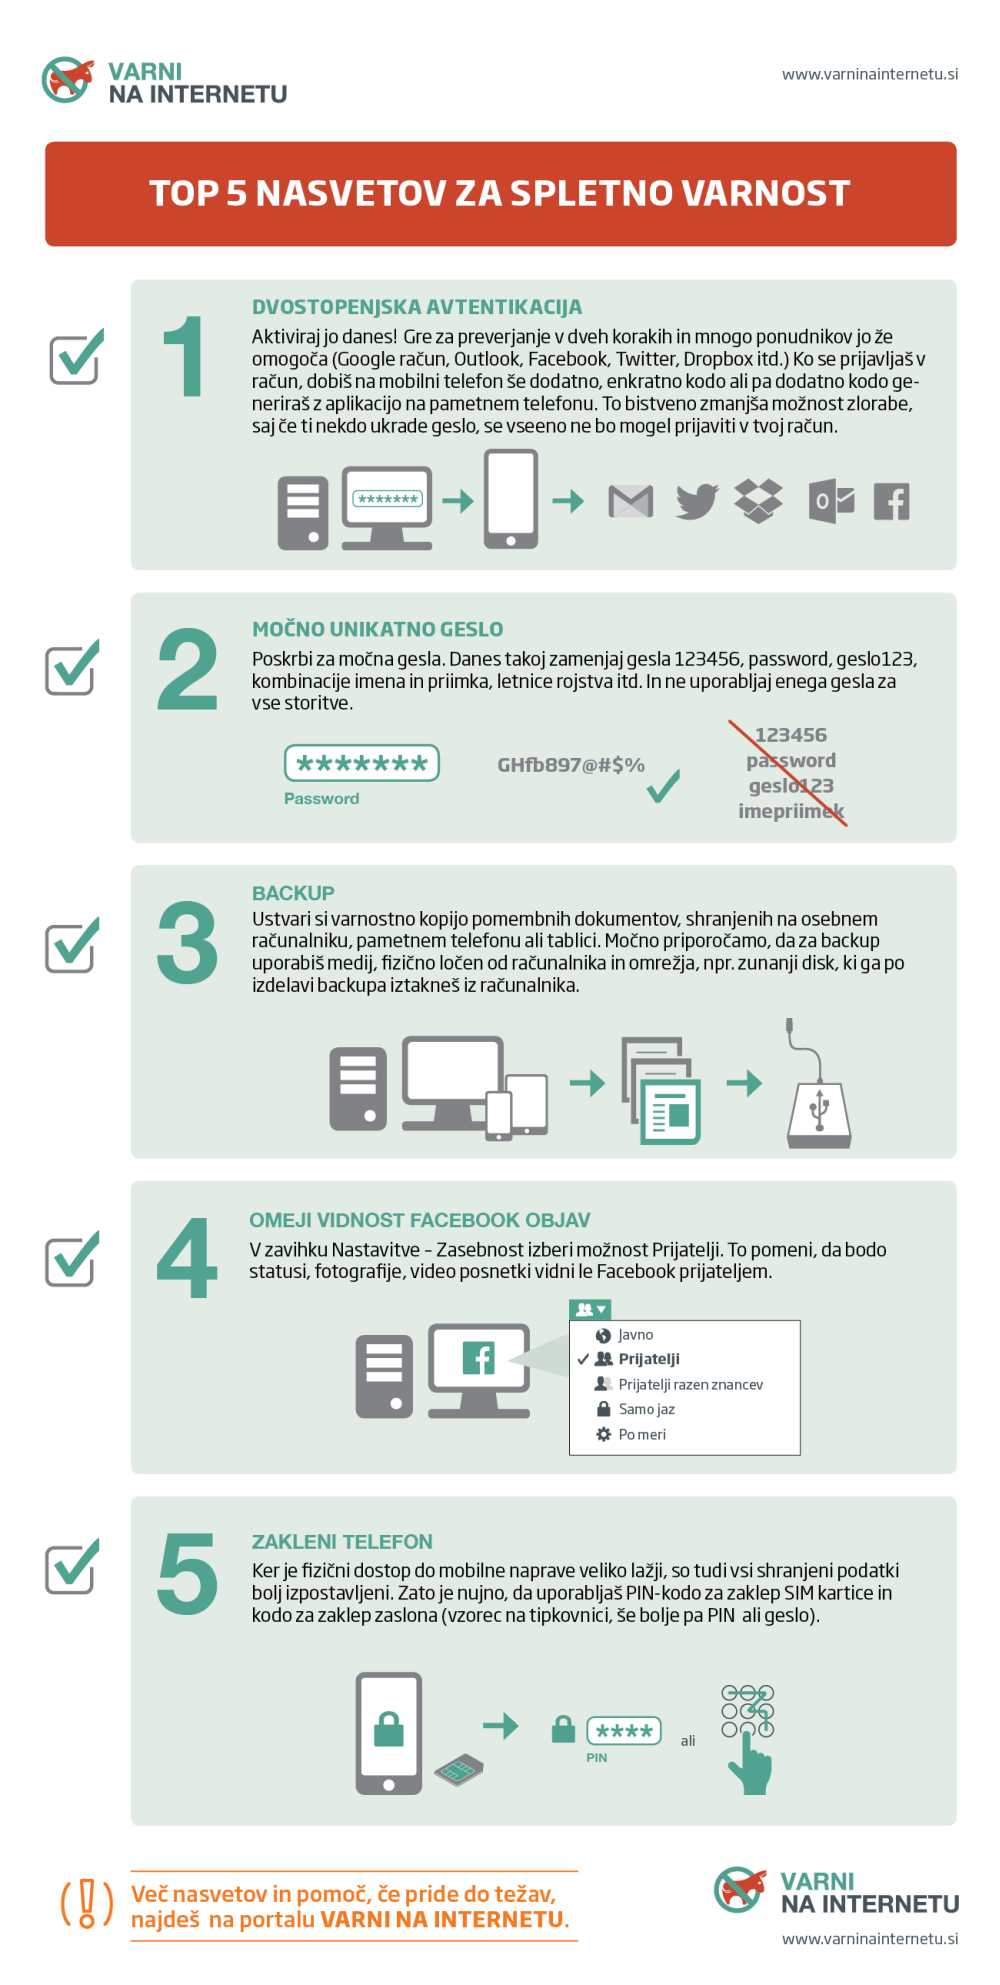 VARNI
NA INTERNETU
www.varninainternetu.si
TOP 5 NASVETOV ZA SPLETNO VARNOST
1
DVOSTOPENJSKA AVTENTIKACIJA
Aktiviraj jo danes! Gre za preverjanje v dveh korakih in mnogo ponudnikov jo že
omogoča (Google račun, Outlook, Facebook, Twitter, Dropbox itd.) Ko se prijavljaš v
račun, dobiš na mobilni telefon še dodatno, enkratno kodo ali pa dodatno kodo ge-
neriraš z aplikacijo na pametnem telefonu. To bistveno zmanjša možnost zlorabe,
saj če ti nekdo ukrade geslo, se vseeno ne bo mogel prijaviti v tvoj račun.
*******
2
MOČNO UNIKATNO GESLO
Poskrbi za močna gesla. Danes takoj zamenjaj gesla 123456, password, geslo123,
kombinacije imena in priimka, letnice rojstva itd. In ne uporabljaj enega gesla za
vse storitve.
*******
Password
GHfb897@#$%
123456
password
geslo123
imepriimek
3
BACKUP
Ustvari si varnostno kopijo pomembnih dokumentov, shranjenih na osebnem
računalniku, pametnem telefonu ali tablici. Močno priporočamo, da za backup
uporabiš medij, fizično ločen od računalnika in omrežja, npr. zunanji disk, ki ga po
izdelavi backupa iztakneš iz računalnika.
4
OMEJI VIDNOST FACEBOOK OBJAV
V zavihku Nastavitve – Zasebnost izberi možnost Prijatelji. To pomeni, da bodo
statusi, fotografije, video posnetki vidni le Facebook prijateljem.
Javno
Prijatelji
Prijatelji razen znancev
Samo jaz
Po meri
5
ZAKLENI TELEFON
Ker je fizični dostop do mobilne naprave veliko lažji, so tudi vsi shranjeni podatki
bolj izpostavljeni. Zato je nujno, da uporabljaš PIN-kodo za zaklep SIM kartice in
kodo za zaklep zaslona (vzorec na tipkovnici, še bolje pa PIN ali geslo).
****
PIN
ali
(!) Več nasvetov in pomoč, če pride do težav,
najdeš na portalu VARNI NA INTERNETU.
VARNI
NA INTERNETU
www.varninainternetu.si